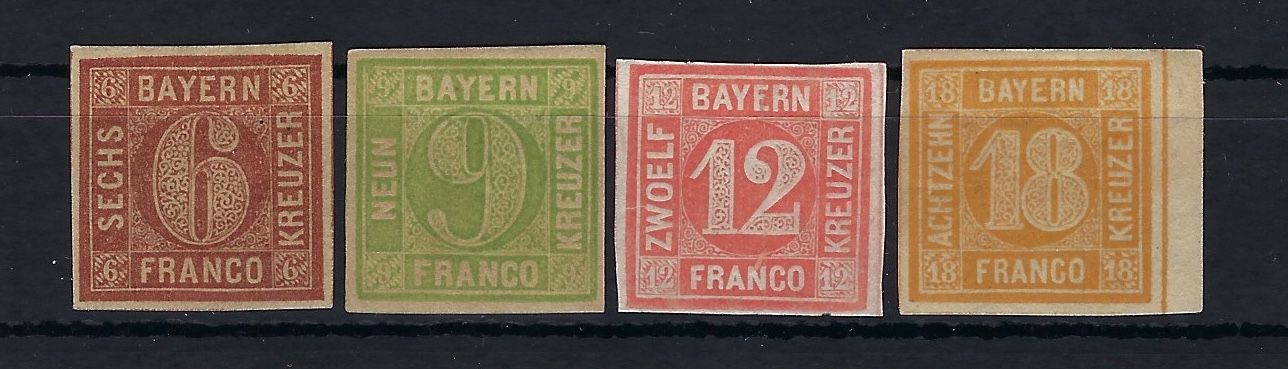 6 BAYERN 6
SECHS
6
KREUZER
6 FRANCO 6
9 BAYERN 9
NEUN
9
KREUZER
9 FRANCO 9
12 BAYERN 12
ZWOELF
12
KREUZER
12 FRANCO 12
18 BAYERN 18
ACHTZEHN
18
KREUZER
18 FRANCO 18